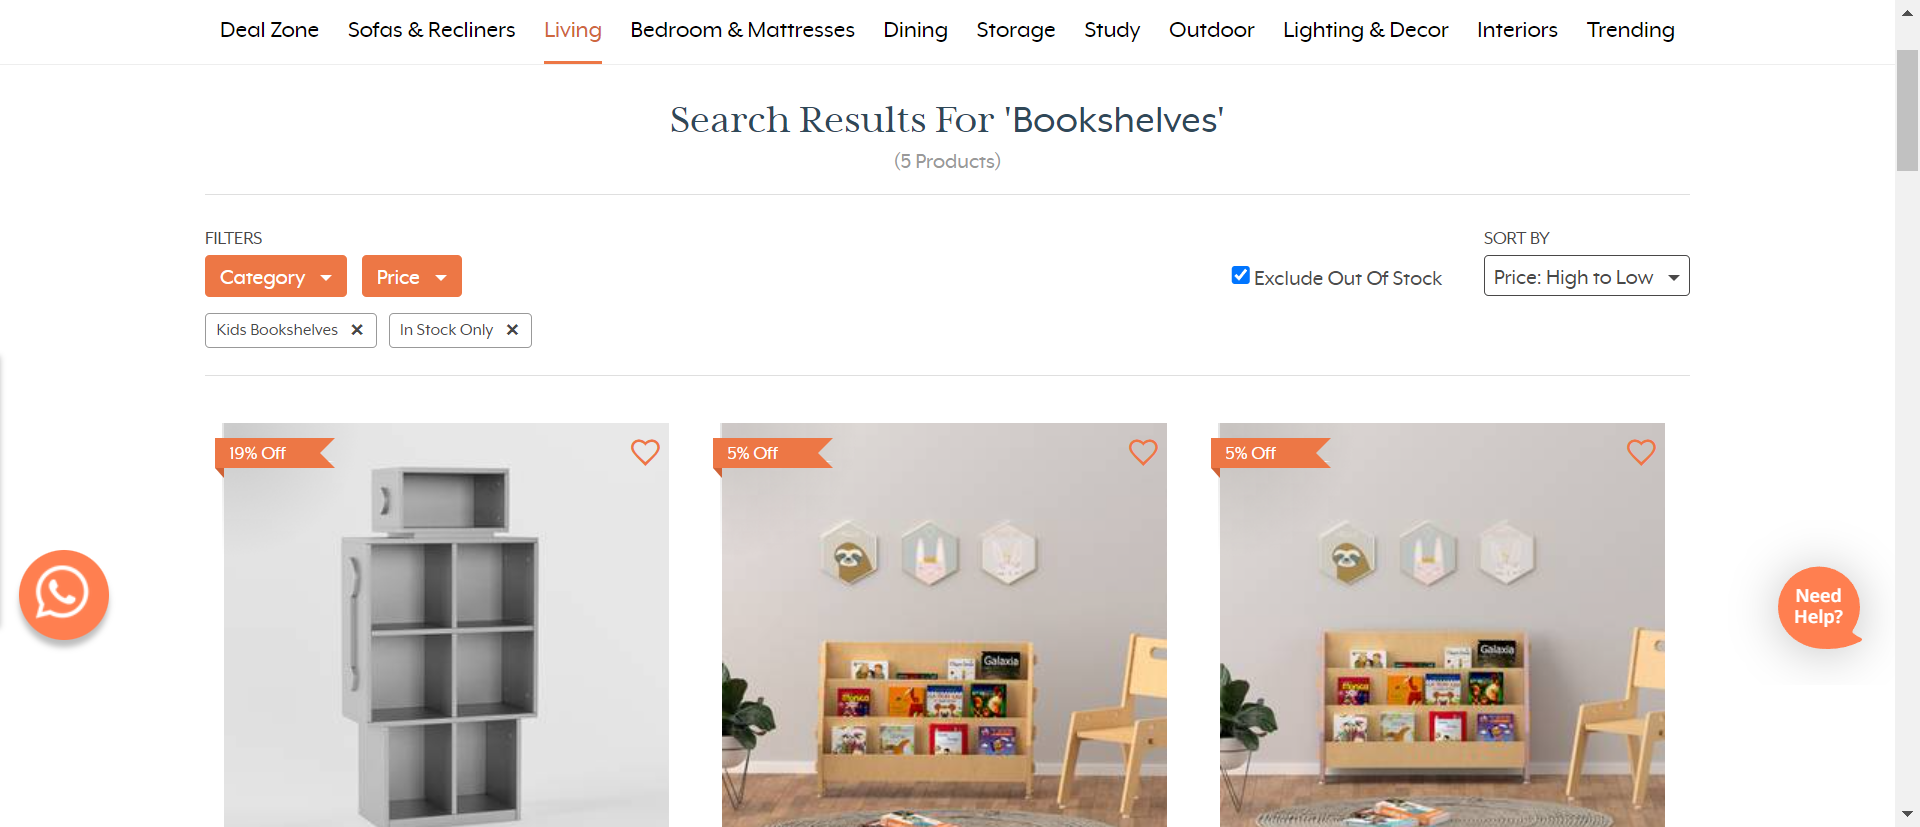 Deal Zone Sofas & Recliners Living Bedroom & Mattresses Dining Storage Study Outdoor Lighting & Decor Interiors Trending
Search Results For 'Bookshelves'
(5 Products)
FILTERS
SORT BY
Category
Price
Exclude Out Of Stock
Price: High to Low
Kids Bookshelves
In Stock Only
19% Off
5% Off
5% Off
Galaxia
Galaxia
Need
Help?